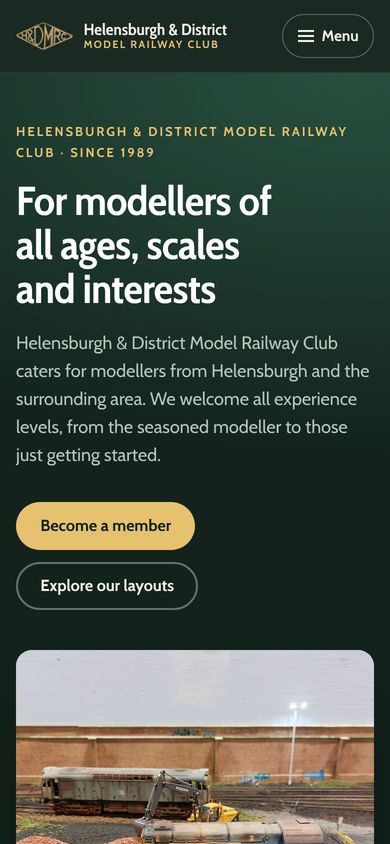 H&DMRC
Helensburgh & District
MODEL RAILWAY CLUB
Menu
HELENSBURGH & DISTRICT MODEL RAILWAY
CLUB · SINCE 1989
For modellers of
all ages, scales
and interests
Helensburgh & District Model Railway Club
caters for modellers from Helensburgh and the
surrounding area. We welcome all experience
levels, from the seasoned modeller to those
just getting started.
Become a member
Explore our layouts